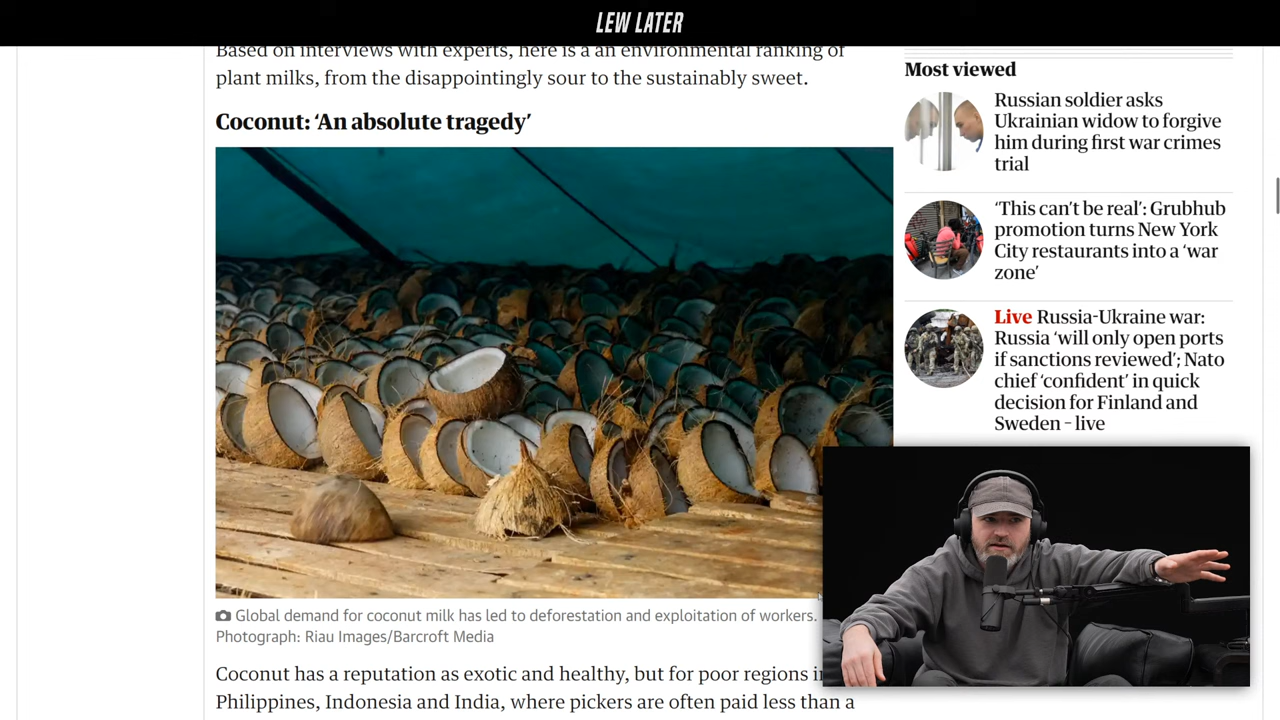 LEW LATER
Based on interviews with experts, here is a an environmental ranking of
plant milks, from the disappointingly sour to the sustainably sweet.
Coconut: ‘An absolute tragedy’
Global demand for coconut milk has led to deforestation and exploitation of workers.
Photograph: Riau Images/Barcroft Media
Coconut has a reputation as exotic and healthy, but for poor regions in
Philippines, Indonesia and India, where pickers are often paid less than a
Most viewed
Russian soldier asks
Ukrainian widow to forgive
him during first war crimes
trial
‘This can’t be real’: Grubhub
promotion turns New York
City restaurants into a ‘war
zone’
Live Russia-Ukraine war:
Russia ‘will only open ports
if sanctions reviewed’; Nato
chief ‘confident’ in quick
decision for Finland and
Sweden – live